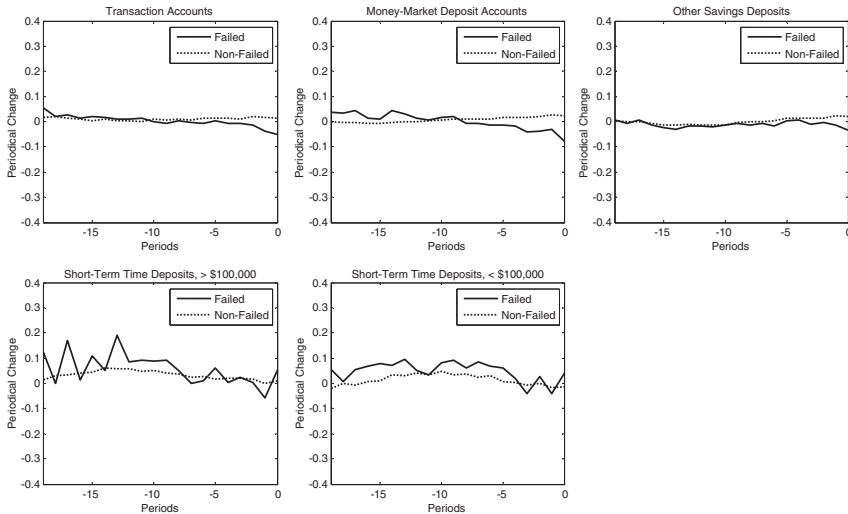 Transaction Accounts
0.4
0.3
0.2
0.1
0
-0.1
-0.2
-0.3
-0.4
Periodical Change
Failed
Non-Failed
-15
-10
-5
0
Periods
Money-Market Deposit Accounts
0.4
0.3
0.2
0.1
0
-0.1
-0.2
-0.3
-0.4
Periodical Change
Failed
Non-Failed
-15
-10
-5
0
Periods
Other Savings Deposits
0.4
0.3
0.2
0.1
0
-0.1
-0.2
-0.3
-0.4
Periodical Change
Failed
Non-Failed
-15
-10
-5
0
Periods
Short-Term Time Deposits, > $100,000
0.4
0.3
0.2
0.1
0
-0.1
-0.2
-0.3
-0.4
Periodical Change
Failed
Non-Failed
-15
-10
-5
0
Periods
Short-Term Time Deposits, < $100,000
0.4
0.3
0.2
0.1
0
-0.1
-0.2
-0.3
-0.4
Periodical Change
Failed
Non-Failed
-15
-10
-5
0
Periods